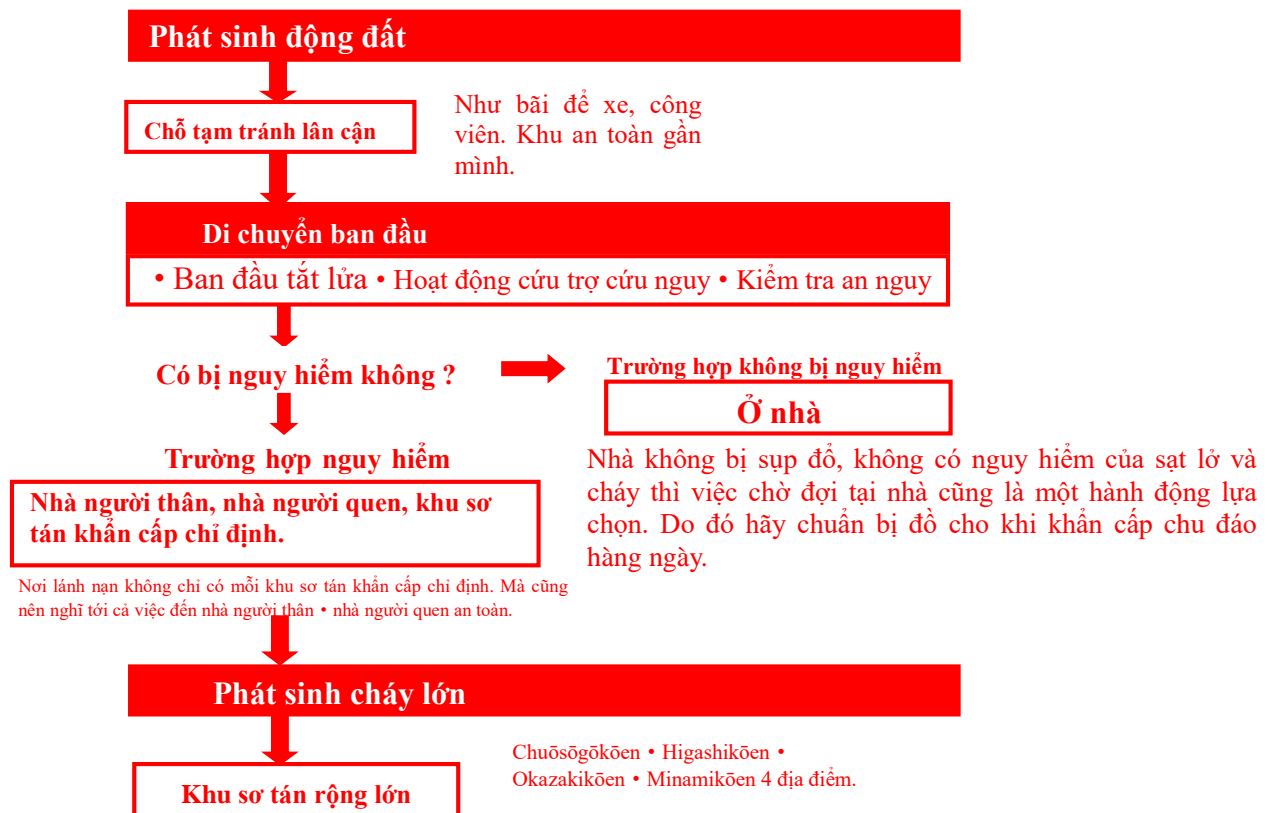 Phát sinh động đất
Chỗ tạm tránh lân cận
Như bãi để xe, công
viên. Khu an toàn gần
mình.
Di chuyển ban đầu
• Ban đầu tắt lửa • Hoạt động cứu trợ cứu nguy • Kiểm tra an nguy
Có bị nguy hiểm không ?
Trường hợp không bị nguy hiểm
Ở nhà
Nhà không bị sụp đổ, không có nguy hiểm của sạt lở và
cháy thì việc chờ đợi tại nhà cũng là một hành động lựa
chọn. Do đó hãy chuẩn bị đồ cho khi khẩn cấp chu đáo
hàng ngày.
Trường hợp nguy hiểm
Nhà người thân, nhà người quen, khu sơ
tán khẩn cấp chỉ định.
Nơi lánh nạn không chỉ có mỗi khu sơ tán khẩn cấp chỉ định. Mà cũng
nên nghĩ tới cả việc đến nhà người thân • nhà người quen an toàn.
Phát sinh cháy lớn
Khu sơ tán rộng lớn
Chuōsōgōkōen • Higashikōen •
Okazakikōen • Minamikōen 4 địa điểm.